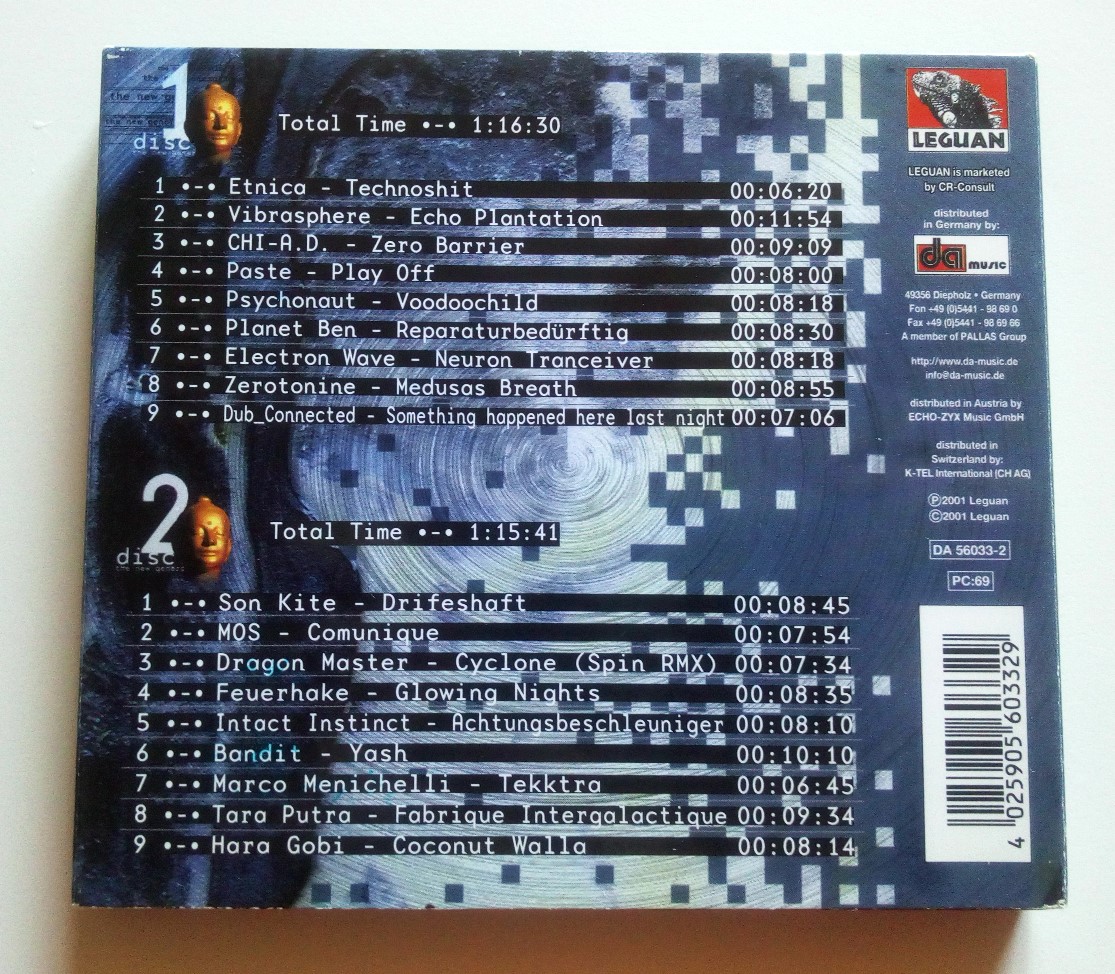 the new ge
1
disc
Total Time •-• 1:16:30
1 •-• Etnica - Technoshit 00:06:20
2 •-• Vibrasphere - Echo Plantation 00:11:54
3 •-• CHI-A.D. - Zero Barrier 00:09:09
4 •-• Paste - Play Off 00:08:00
5 •-• Psychonaut - Voodoochild 00:08:18
6 •-• Planet Ben - Reparaturbedürftig 00:08:30
7 •-• Electron Wave - Neuron Tranceiver 00:08:18
8 •-• Zerotonine - Medusas Breath 00:08:55
9 •-• Dub_Connected - Something happened here last night 00:07:06
2
disc
Total Time •-• 1:15:41
1 •-• Son Kite - Drifeshaft 00:08:45
2 •-• MOS - Comunique 00:07:54
3 •-• Dragon Master - Cyclone (Spin RMX) 00:07:34
4 •-• Feuerhake - Glowing Nights 00:08:35
5 •-• Intact Instinct - Achtungsbeschleuniger 00:08:10
6 •-• Bandit - Yash 00:10:10
7 •-• Marco Menichelli - Tekktra 00:06:45
8 •-• Tara Putra - Fabrique Intergalactique 00:09:34
9 •-• Hara Gobi - Coconut Walla 00:08:14
LEGUAN
LEGUAN is marketed
by CR-Consult
distributed
in Germany by:
da music
49356 Diepholz • Germany
Fon +49 (0)5441 - 98 69 0
Fax +49 (0)5441 - 98 69 66
A member of PALLAS Group
http://www.da-music.de
info@da-music.de
distributed in Austria by
ECHO-ZYX Music GmbH
distributed in
Switzerland by:
K-TEL International (CH AG)
Ⓟ2001 Leguan
©2001 Leguan
DA 56033-2
PC:69
4 025905 603329